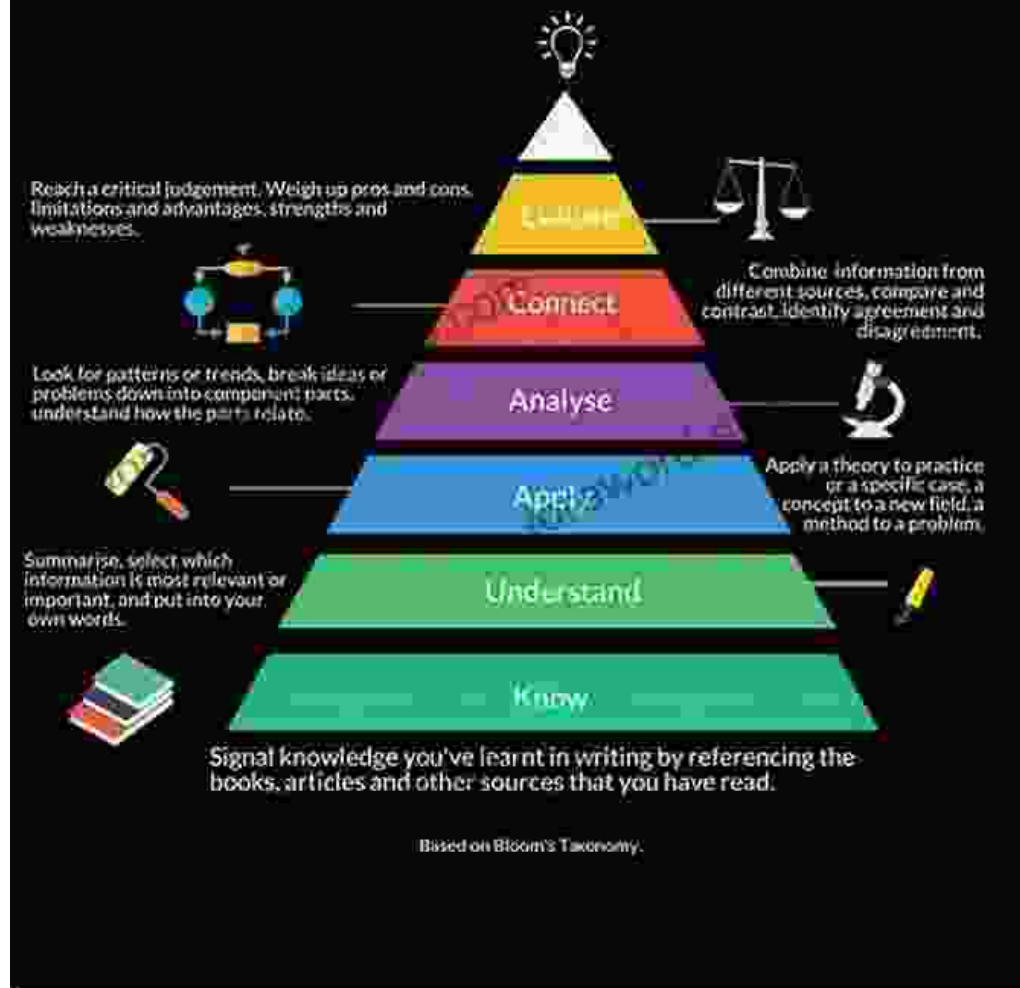 Reach a critical judgement. Weigh up pros and cons,
limitations and advantages, strengths and
weaknesses.
Evaluate
Combine information from
different sources, compare and
contrast, identify agreement and
disagreement.
Connect
Look for patterns or trends, break ideas or
problems down into component parts,
understand how the parts relate.
Analyse
Apply a theory to practice
or a specific case, a
concept to a new field, a
method to a problem.
Apply
Summarise, select which
information is most relevant or
important, and put into your
own words.
Understand
Know
Signal knowledge you've learnt in writing by referencing the
books, articles and other sources that you have read.
Based on Bloom's Taxonomy.